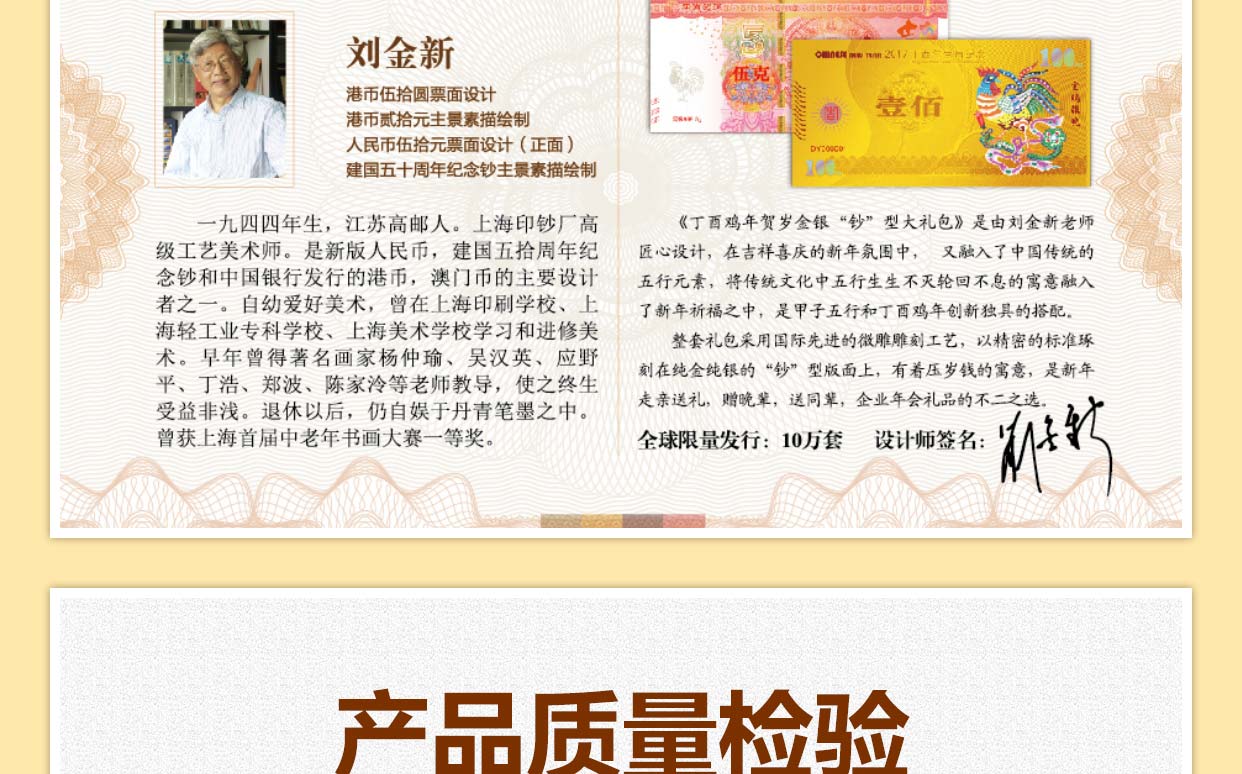 刘金新
港币伍拾圆票面设计
港币贰拾元主景素描绘制
人民币伍拾元票面设计（正面）
建国五十周年纪念钞主景素描绘制
一九四四年生，江苏高邮人。上海印钞厂高
级工艺美术师。是新版人民币，建国五拾周年纪
念钞和中国银行发行的港币，澳门币的主要设计
者之一。自幼爱好美术，曾在上海印刷学校、上
海轻工业专科学校、上海美术学校学习和进修美
术。早年曾得著名画家杨仲瑜、吴汉英、应野
平、丁浩、郑波、陈家泠等老师教导，使之终生
受益非浅。退休以后，仍自娱于丹青笔墨之中。
曾获上海首届中老年书画大赛一等奖。
5
伍克
2017
100
壹佰
100
《丁酉鸡年贺岁金银“钞”型大礼包》是由刘金新老师
匠心设计，在吉祥喜庆的新年氛围中， 又融入了中国传统的
五行元素，将传统文化中五行生生不灭轮回不息的寓意融入
了新年祈福之中，是甲子五行和丁酉鸡年创新独具的搭配。
整套礼包采用国际先进的微雕雕刻工艺，以精密的标准琢
刻在纯金纯银的“钞”型版面上，有着压岁钱的寓意，是新年
走亲送礼，赠晚辈，送同辈，企业年会礼品的不二之选。
全球限量发行：10万套 设计师签名：刘金新
产品质量检验